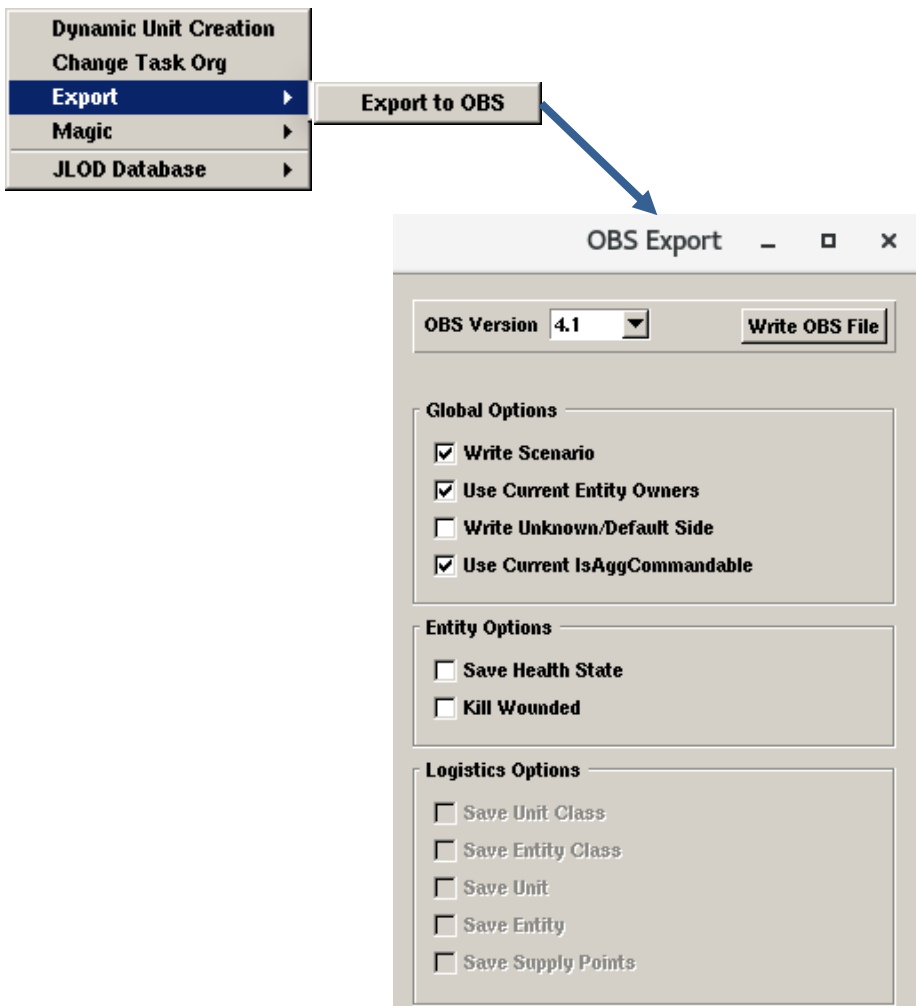 Dynamic Unit Creation
Change Task Org
Export
Export to OBS
Magic
JLOD Database
OBS Export
OBS Version 4.1 Write OBS File
Global Options
Write Scenario
Use Current Entity Owners
Write Unknown/Default Side
Use Current IsAggCommandable
Entity Options
Save Health State
Kill Wounded
Logistics Options
Save Unit Class
Save Entity Class
Save Unit
Save Entity
Save Supply Points